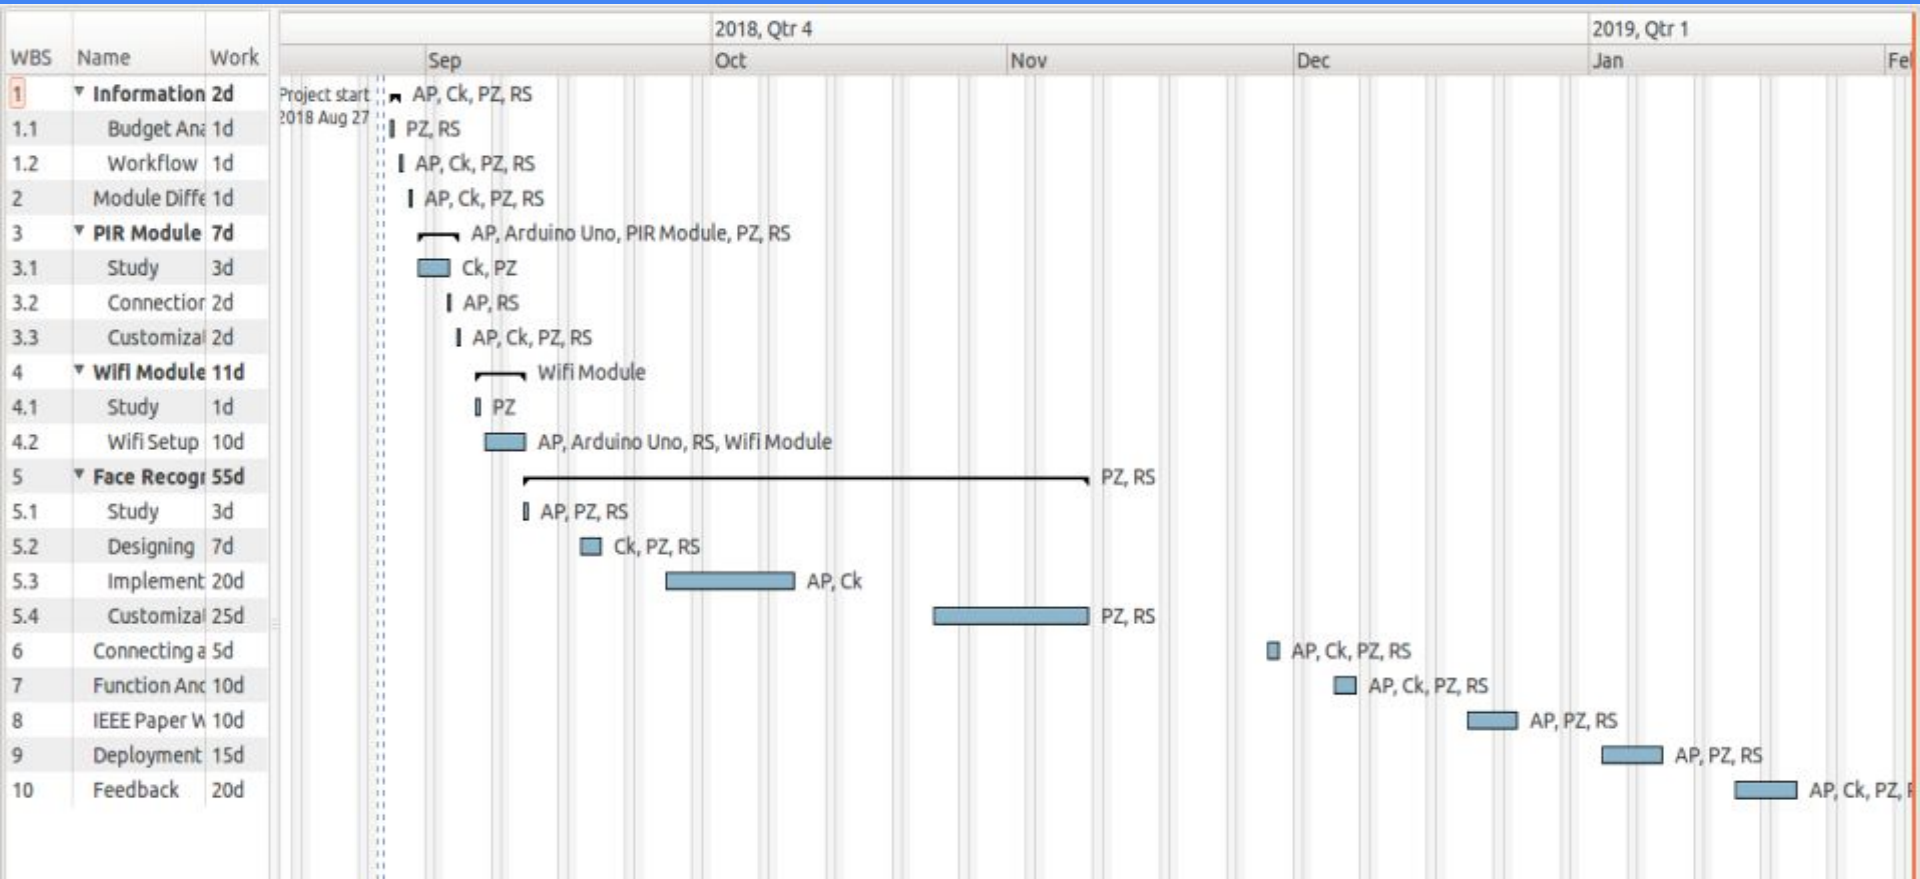 2018, Qtr 4 2019, Qtr 1
WBS Name Work Sep Oct Nov Dec Jan Fel
1 Information 2d Project start AP, Ck, PZ, RS
2018 Aug 27
1.1 Budget Ana 1d PZ, RS
1.2 Workflow 1d AP, Ck, PZ, RS
2 Module Diffe 1d AP, Ck, PZ, RS
3 PIR Module 7d AP, Arduino Uno, PIR Module, PZ, RS
3.1 Study 3d Ck, PZ
3.2 Connection 2d AP, RS
3.3 Customizat 2d AP, Ck, PZ, RS
4 Wifi Module 11d Wifi Module
4.1 Study 1d PZ
4.2 Wifi Setup 10d AP, Arduino Uno, RS, Wifi Module
5 Face Recogr 55d PZ, RS
5.1 Study 3d AP, PZ, RS
5.2 Designing 7d Ck, PZ, RS
5.3 Implement 20d AP, Ck
5.4 Customizat 25d PZ, RS
6 Connecting a 5d AP, Ck, PZ, RS
7 Function And 10d AP, Ck, PZ, RS
8 IEEE Paper W 10d AP, PZ, RS
9 Deployment 15d AP, PZ, RS
10 Feedback 20d AP, Ck, PZ,